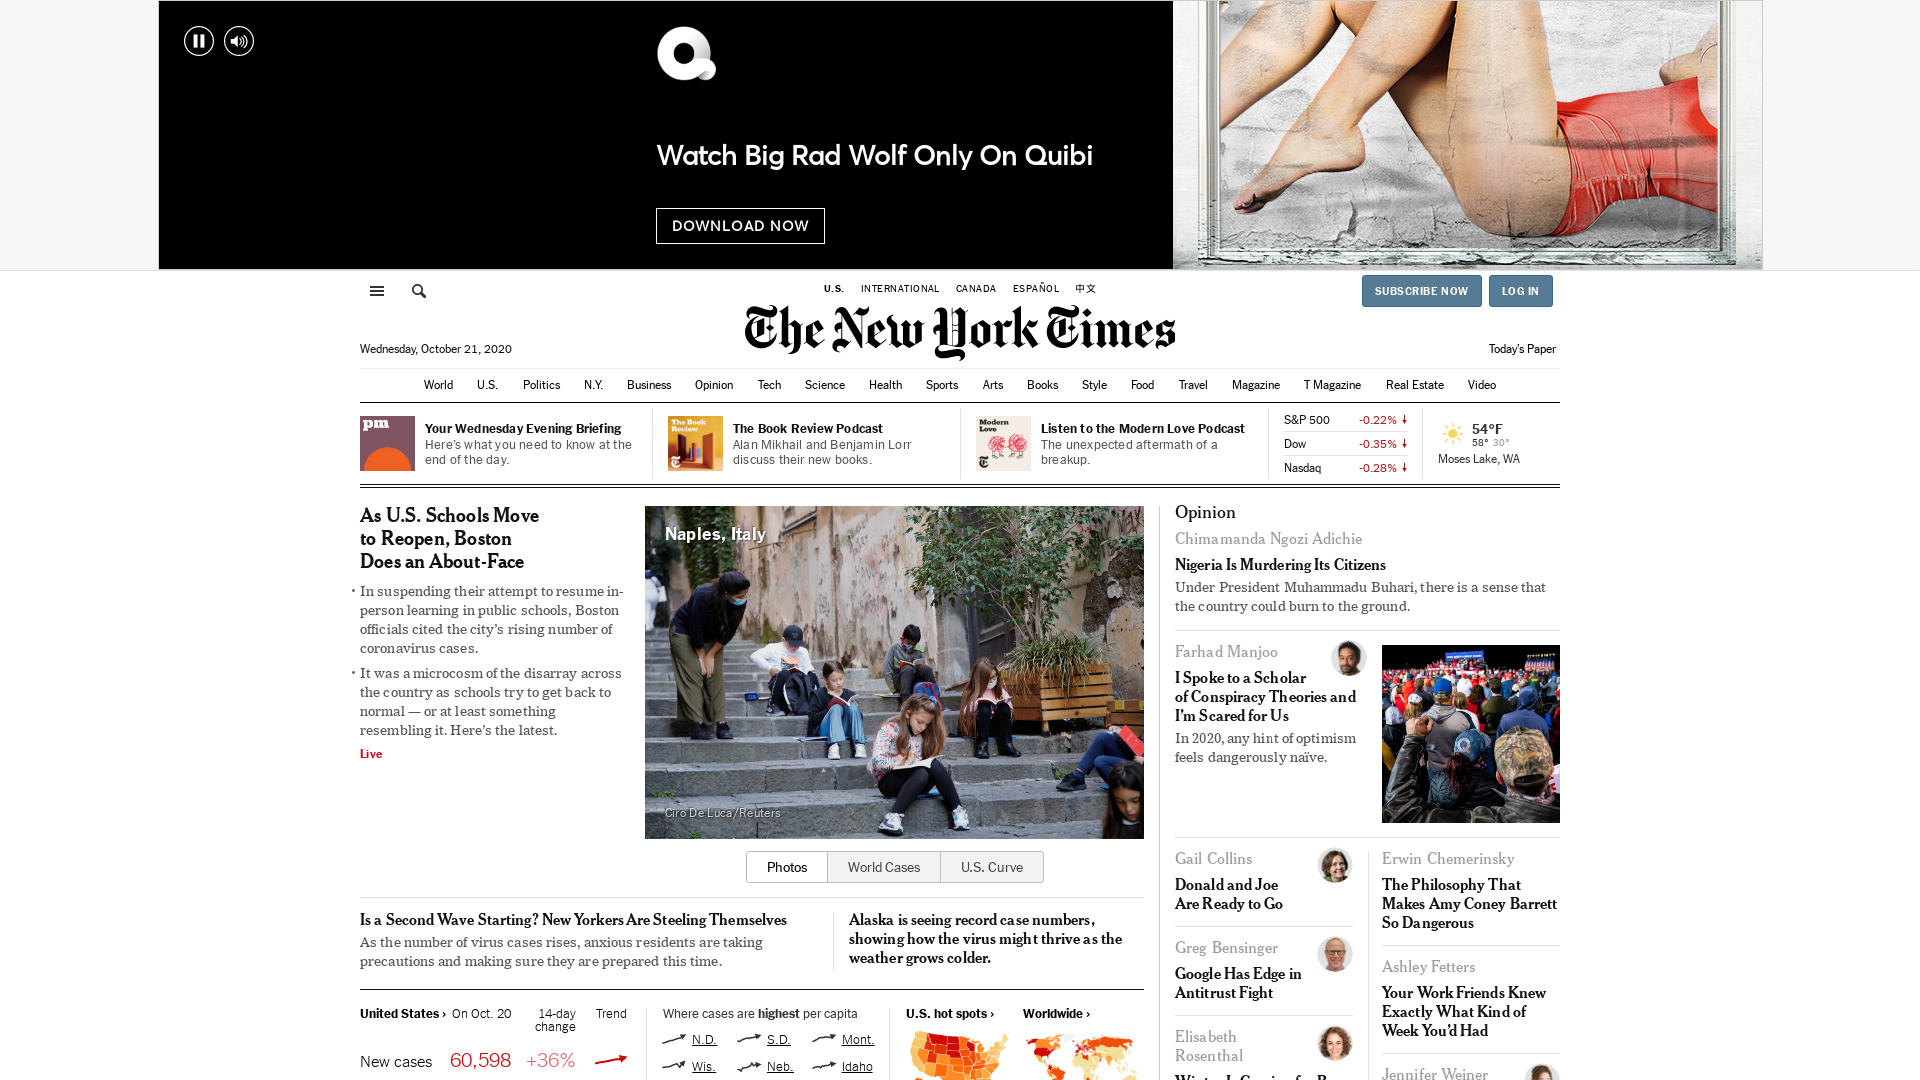 Watch Big Rad Wolf Only On Quibi
DOWNLOAD NOW
U.S. INTERNATIONAL CANADA ESPAÑOL 中文
SUBSCRIBE NOW LOG IN
The New York Times
Wednesday, October 21, 2020
Today's Paper
World U.S. Politics N.Y. Business Opinion Tech Science Health Sports Arts Books Style Food Travel Magazine T Magazine Real Estate Video
pm
Your Wednesday Evening Briefing
Here's what you need to know at the
end of the day.
The Book
Review
The Book Review Podcast
Alan Mikhail and Benjamin Lorr
discuss their new books.
Modern
Love
Listen to the Modern Love Podcast
The unexpected aftermath of a
breakup.
S&P 500 -0.22%
Dow -0.35%
Nasdaq -0.28%
54°F
58° 30°
Moses Lake, WA
As U.S. Schools Move
to Reopen, Boston
Does an About-Face
• In suspending their attempt to resume in-
person learning in public schools, Boston
officials cited the city's rising number of
coronavirus cases.
• It was a microcosm of the disarray across
the country as schools try to get back to
normal — or at least something
resembling it. Here's the latest.
Live
Naples, Italy
Ciro De Luca/Reuters
Photos World Cases U.S. Curve
Is a Second Wave Starting? New Yorkers Are Steeling Themselves
As the number of virus cases rises, anxious residents are taking
precautions and making sure they are prepared this time.
Alaska is seeing record case numbers,
showing how the virus might thrive as the
weather grows colder.
United States › On Oct. 20 14-day
change Trend
New cases 60,598 +36%
Where cases are highest per capita
N.D. S.D. Mont.
Wis. Neb. Idaho
U.S. hot spots › Worldwide ›
Opinion
Chimamanda Ngozi Adichie
Nigeria Is Murdering Its Citizens
Under President Muhammadu Buhari, there is a sense that
the country could burn to the ground.
Farhad Manjoo
I Spoke to a Scholar
of Conspiracy Theories and
I'm Scared for Us
In 2020, any hint of optimism
feels dangerously naïve.
Gail Collins
Donald and Joe
Are Ready to Go
Greg Bensinger
Google Has Edge in
Antitrust Fight
Elisabeth
Rosenthal
Erwin Chemerinsky
The Philosophy That
Makes Amy Coney Barrett
So Dangerous
Ashley Fetters
Your Work Friends Knew
Exactly What Kind of
Week You'd Had
Jennifer Weiner